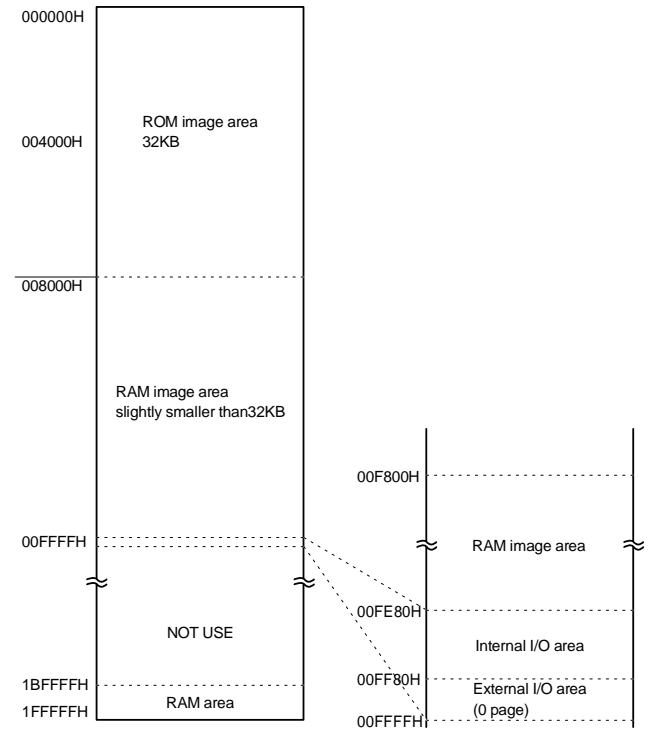 000000H
ROM image area
32KB
004000H
008000H
RAM image area
slightly smaller than32KB
00FFFFH
NOT USE
1BFFFFH
RAM area
1FFFFFH
00F800H
RAM image area
00FE80H
Internal I/O area
00FF80H
External I/O area
(0 page)
00FFFFH